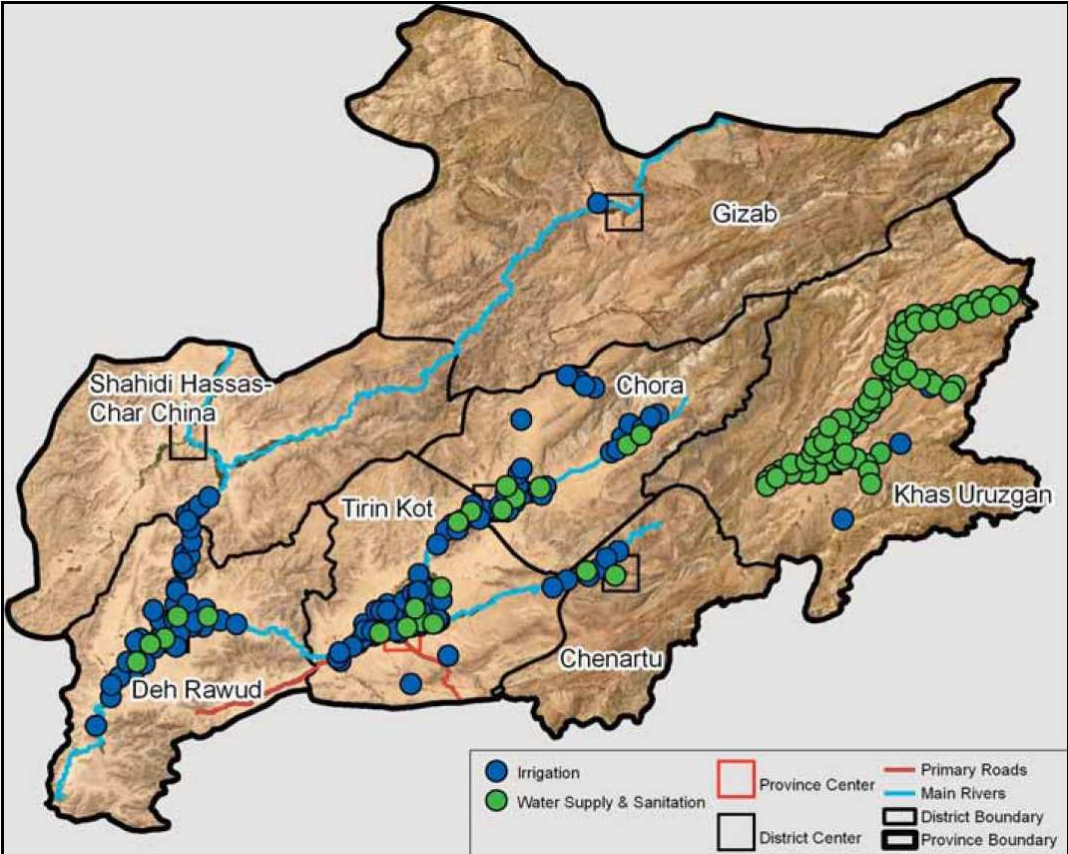 Gizab
Shahidi Hassas-
Char China
Chora
Tirin Kot
Khas Uruzgan
Chenartu
Deh Rawud
Irrigation
Water Supply & Sanitation
Province Center
District Center
Primary Roads
Main Rivers
District Boundary
Province Boundary